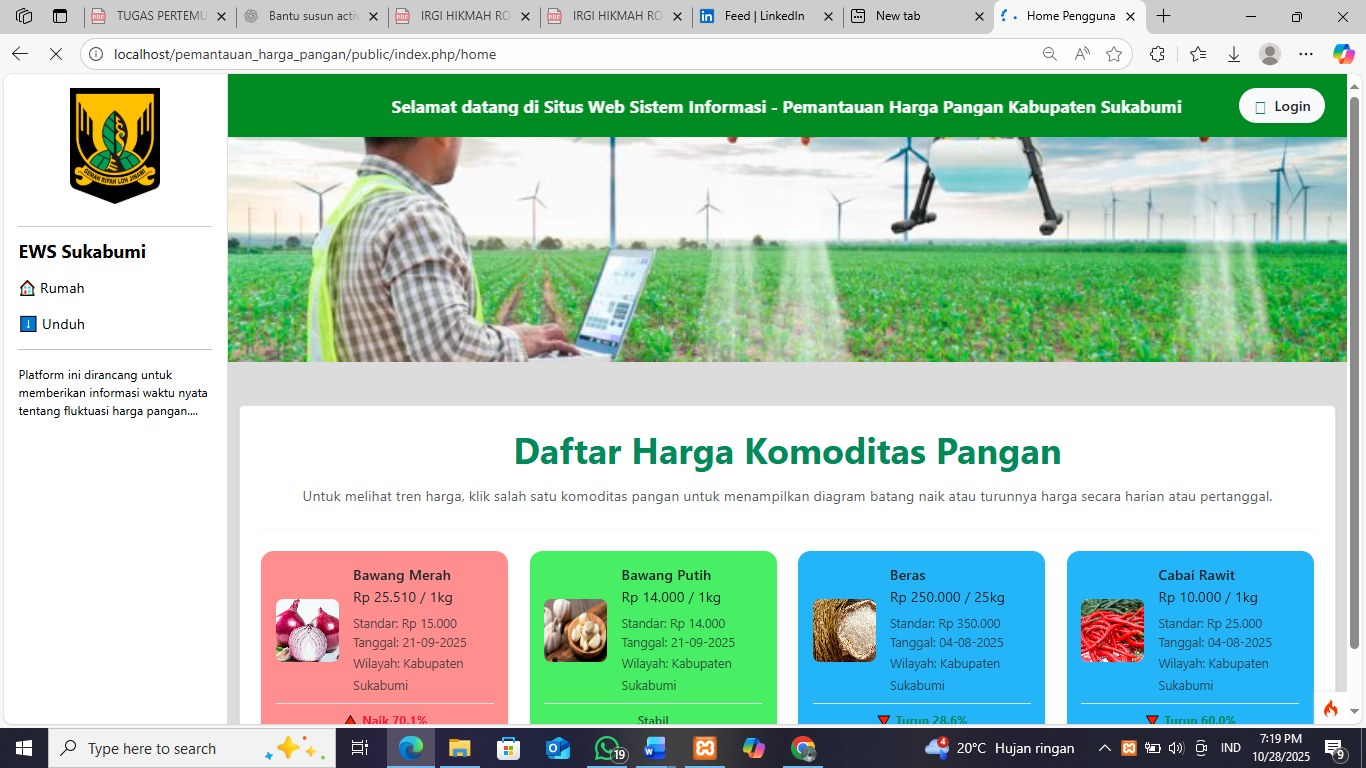 TUGAS PERTEMU
Bantu susun activ
IRGI HIKMAH RO
IRGI HIKMAH RO
Feed | LinkedIn
New tab
Home Pengguna
localhost/pemantauan_harga_pangan/public/index.php/home
GEMAH RIPAH LOH JINAWI
Selamat datang di Situs Web Sistem Informasi - Pemantauan Harga Pangan Kabupaten Sukabumi
Login
EWS Sukabumi
Rumah
Unduh
Platform ini dirancang untuk
memberikan informasi waktu nyata
tentang fluktuasi harga pangan....
Daftar Harga Komoditas Pangan
Untuk melihat tren harga, klik salah satu komoditas pangan untuk menampilkan diagram batang naik atau turunnya harga secara harian atau pertanggal.
Bawang Merah
Rp 25.510 / 1kg
Standar: Rp 15.000
Tanggal: 21-09-2025
Wilayah: Kabupaten
Sukabumi
Naik 70.1%
Bawang Putih
Rp 14.000 / 1kg
Standar: Rp 14.000
Tanggal: 21-09-2025
Wilayah: Kabupaten
Sukabumi
Stabil
Beras
Rp 250.000 / 25kg
Standar: Rp 350.000
Tanggal: 04-08-2025
Wilayah: Kabupaten
Sukabumi
Turun 28.6%
Cabai Rawit
Rp 10.000 / 1kg
Standar: Rp 25.000
Tanggal: 04-08-2025
Wilayah: Kabupaten
Sukabumi
Turun 60.0%
Type here to search
19
4
20°C Hujan ringan
IND
7:19 PM
10/28/2025
9